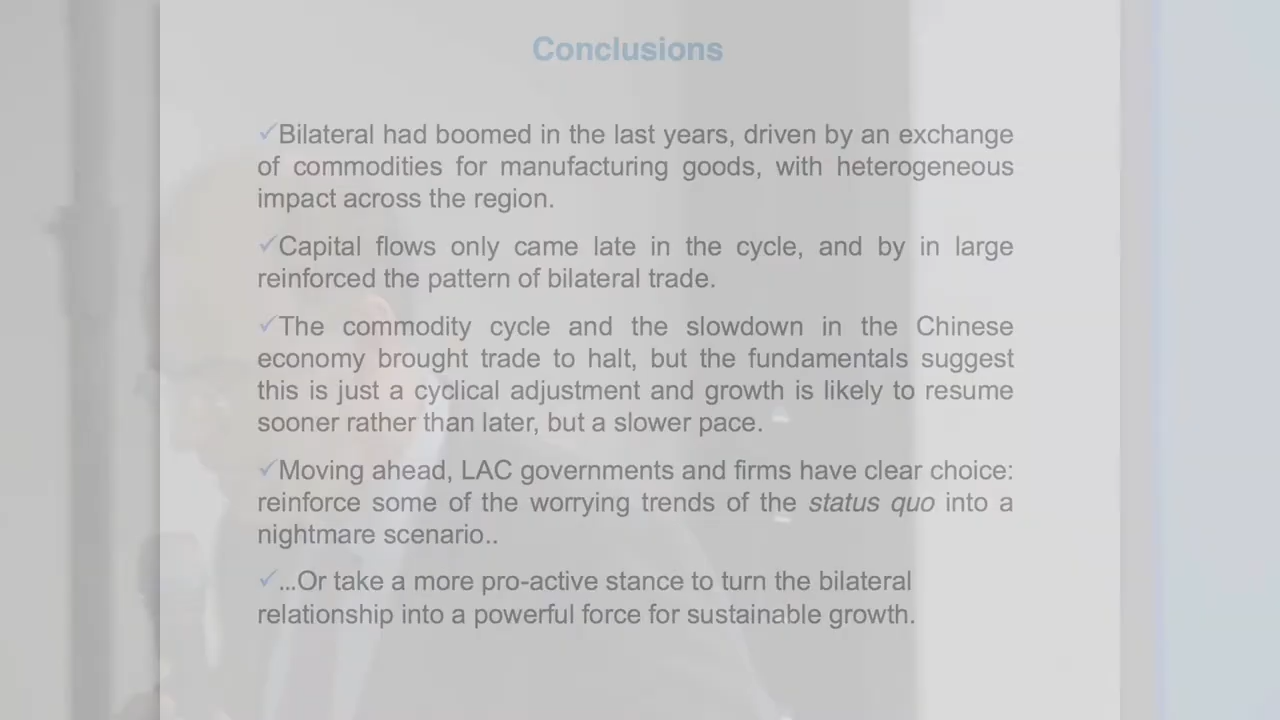 Conclusions
✓Bilateral had boomed in the last years, driven by an exchange
of commodities for manufacturing goods, with heterogeneous
impact across the region.
✓Capital flows only came late in the cycle, and by in large
reinforced the pattern of bilateral trade.
✓The commodity cycle and the slowdown in the Chinese
economy brought trade to halt, but the fundamentals suggest
this is just a cyclical adjustment and growth is likely to resume
sooner rather than later, but a slower pace.
✓Moving ahead, LAC governments and firms have clear choice:
reinforce some of the worrying trends of the status quo into a
nightmare scenario..
✓...Or take a more pro-active stance to turn the bilateral
relationship into a powerful force for sustainable growth.